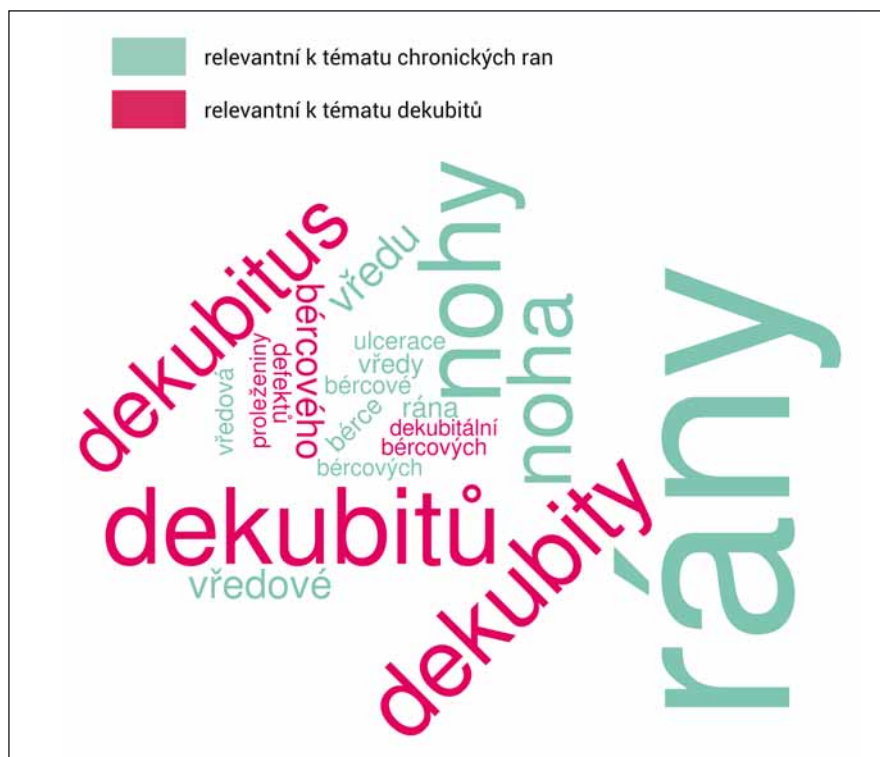 relevantní k tématu chronických ran
relevantní k tématu dekubitů
dekubitus
bércového
vředu
nohy
noha
rány
ulcerace
vředy
bércové
vředová
proleženiny
defektů
bérce
rána
dekubitální
bércových
bércových
dekubitů
vředové
dekubity